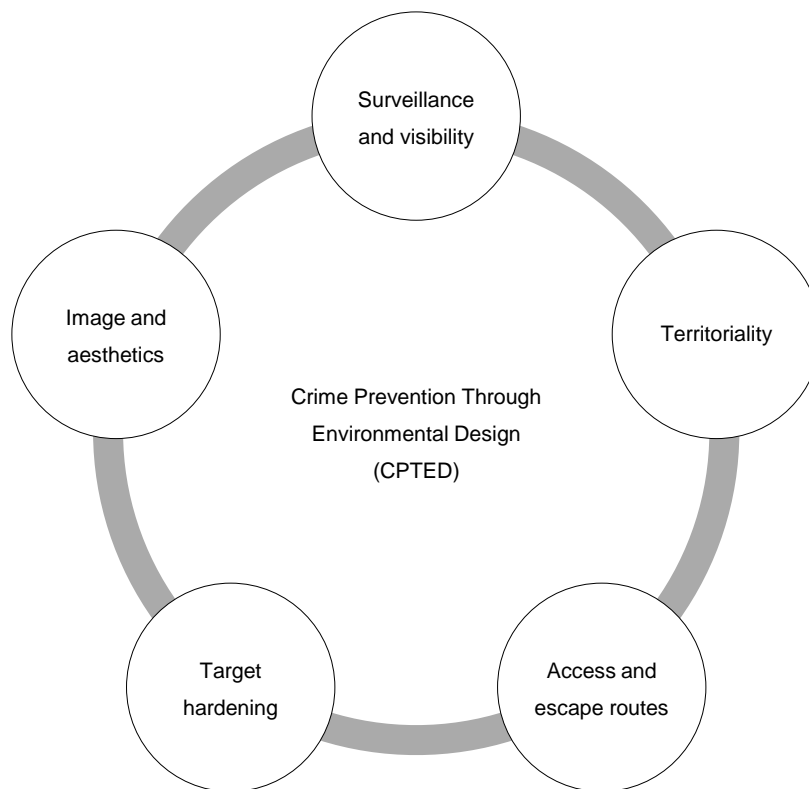 Surveillance
and visibility
Territoriality
Access and
escape routes
Target
hardening
Image and
aesthetics
Crime Prevention Through
Environmental Design
(CPTED)